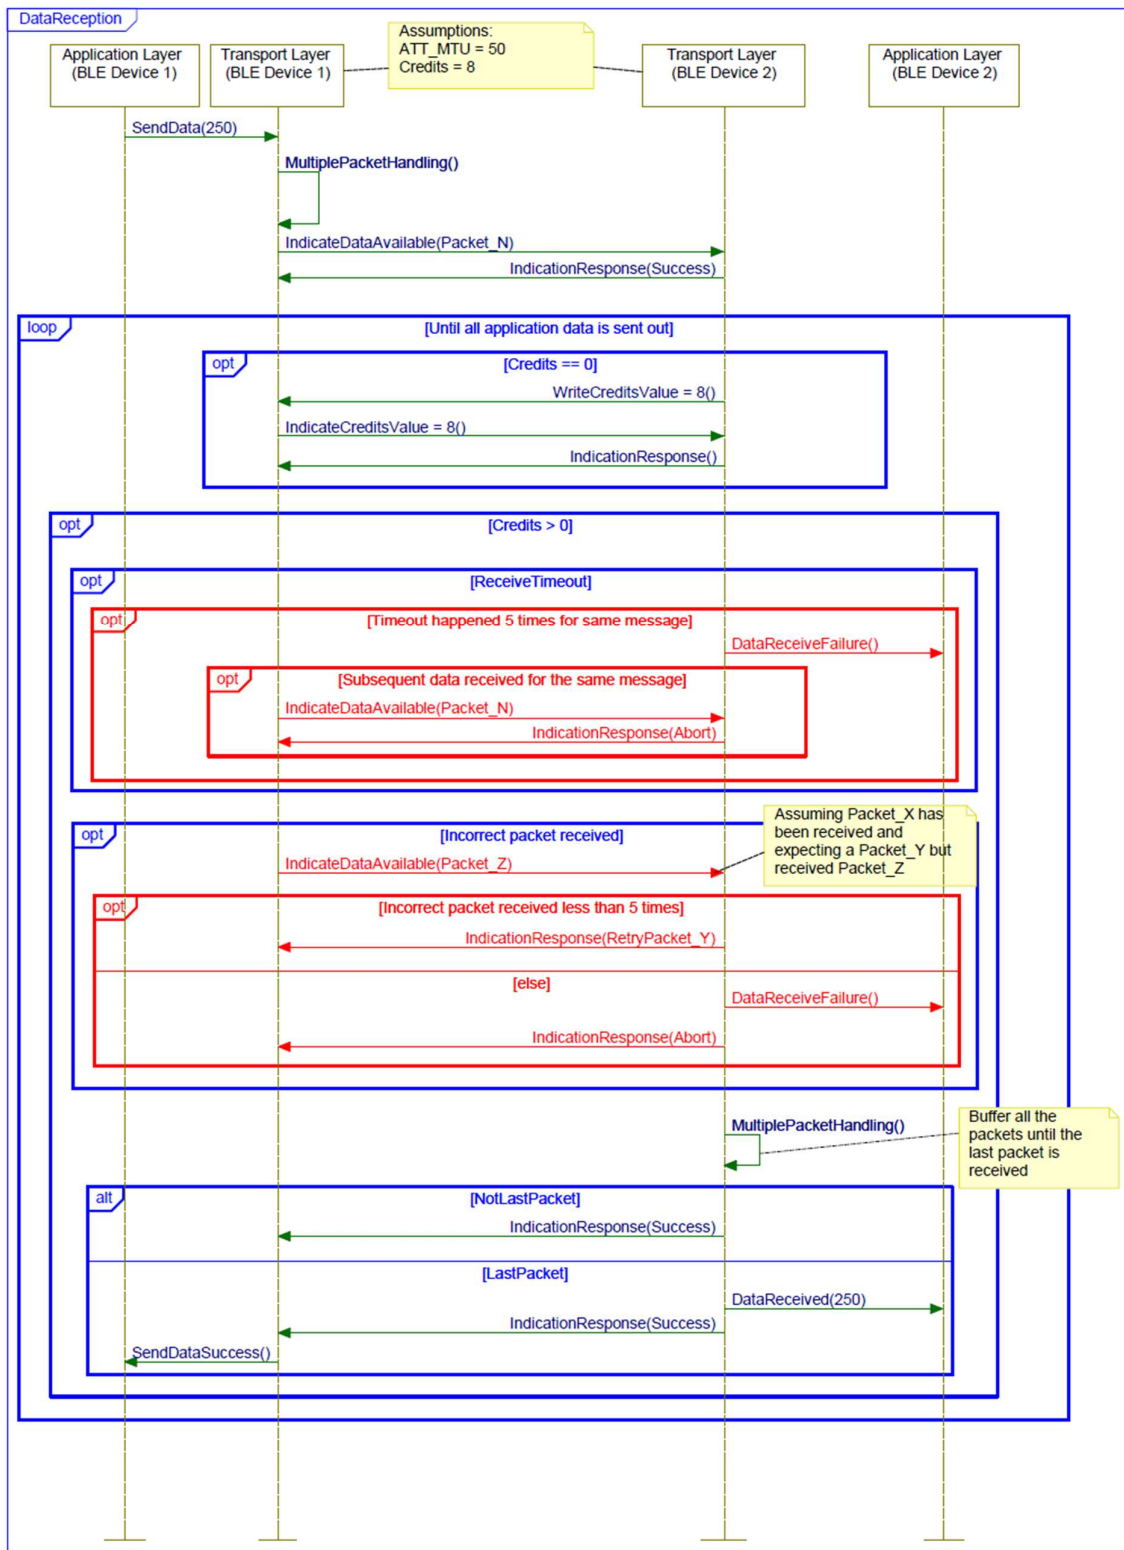 DataReception
Assumptions:
ATT_MTU = 50
Credits = 8
Application Layer
(BLE Device 1)
Transport Layer
(BLE Device 1)
Transport Layer
(BLE Device 2)
Application Layer
(BLE Device 2)
SendData(250)
MultiplePacketHandling()
IndicateDataAvailable(Packet_N)
IndicationResponse(Success)
loop
[Until all application data is sent out]
opt
[Credits == 0]
WriteCreditsValue = 8()
IndicateCreditsValue = 8()
IndicationResponse()
opt
[Credits > 0]
opt
[ReceiveTimeout]
opt
[Timeout happened 5 times for same message]
DataReceiveFailure()
opt
[Subsequent data received for the same message]
IndicateDataAvailable(Packet_N)
IndicationResponse(Abort)
opt
[Incorrect packet received]
Assuming Packet_X has
been received and
expecting a Packet_Y but
received Packet_Z
IndicateDataAvailable(Packet_Z)
opt
[Incorrect packet received less than 5 times]
IndicationResponse(RetryPacket_Y)
[else]
DataReceiveFailure()
IndicationResponse(Abort)
MultiplePacketHandling()
Buffer all the
packets until the
last packet is
received
alt
[NotLastPacket]
IndicationResponse(Success)
[LastPacket]
DataReceived(250)
IndicationResponse(Success)
SendDataSuccess()